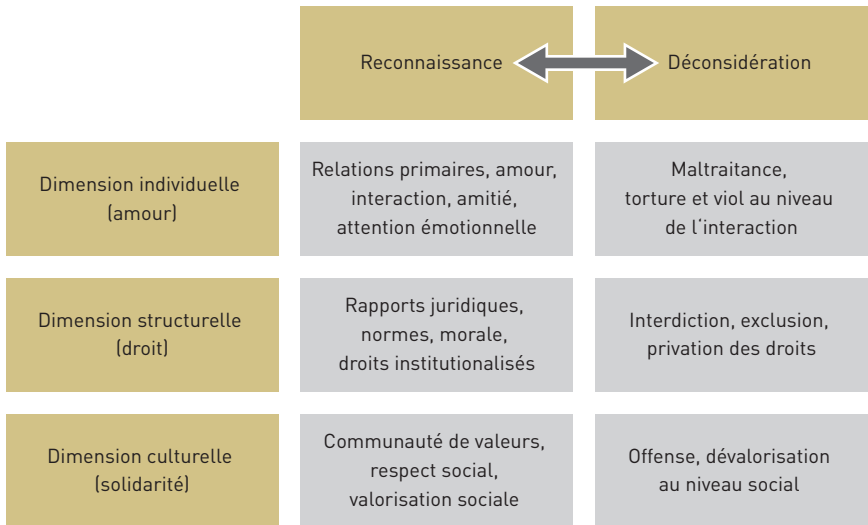 Reconnaissance
Déconsidération
Dimension individuelle
(amour)
Relations primaires, amour,
interaction, amitié,
attention émotionnelle
Maltraitance,
torture et viol au niveau
de l'interaction
Dimension structurelle
(droit)
Rapports juridiques,
normes, morale,
droits institutionalisés
Interdiction, exclusion,
privation des droits
Dimension culturelle
(solidarité)
Communauté de valeurs,
respect social,
valorisation sociale
Offense, dévalorisation
au niveau social